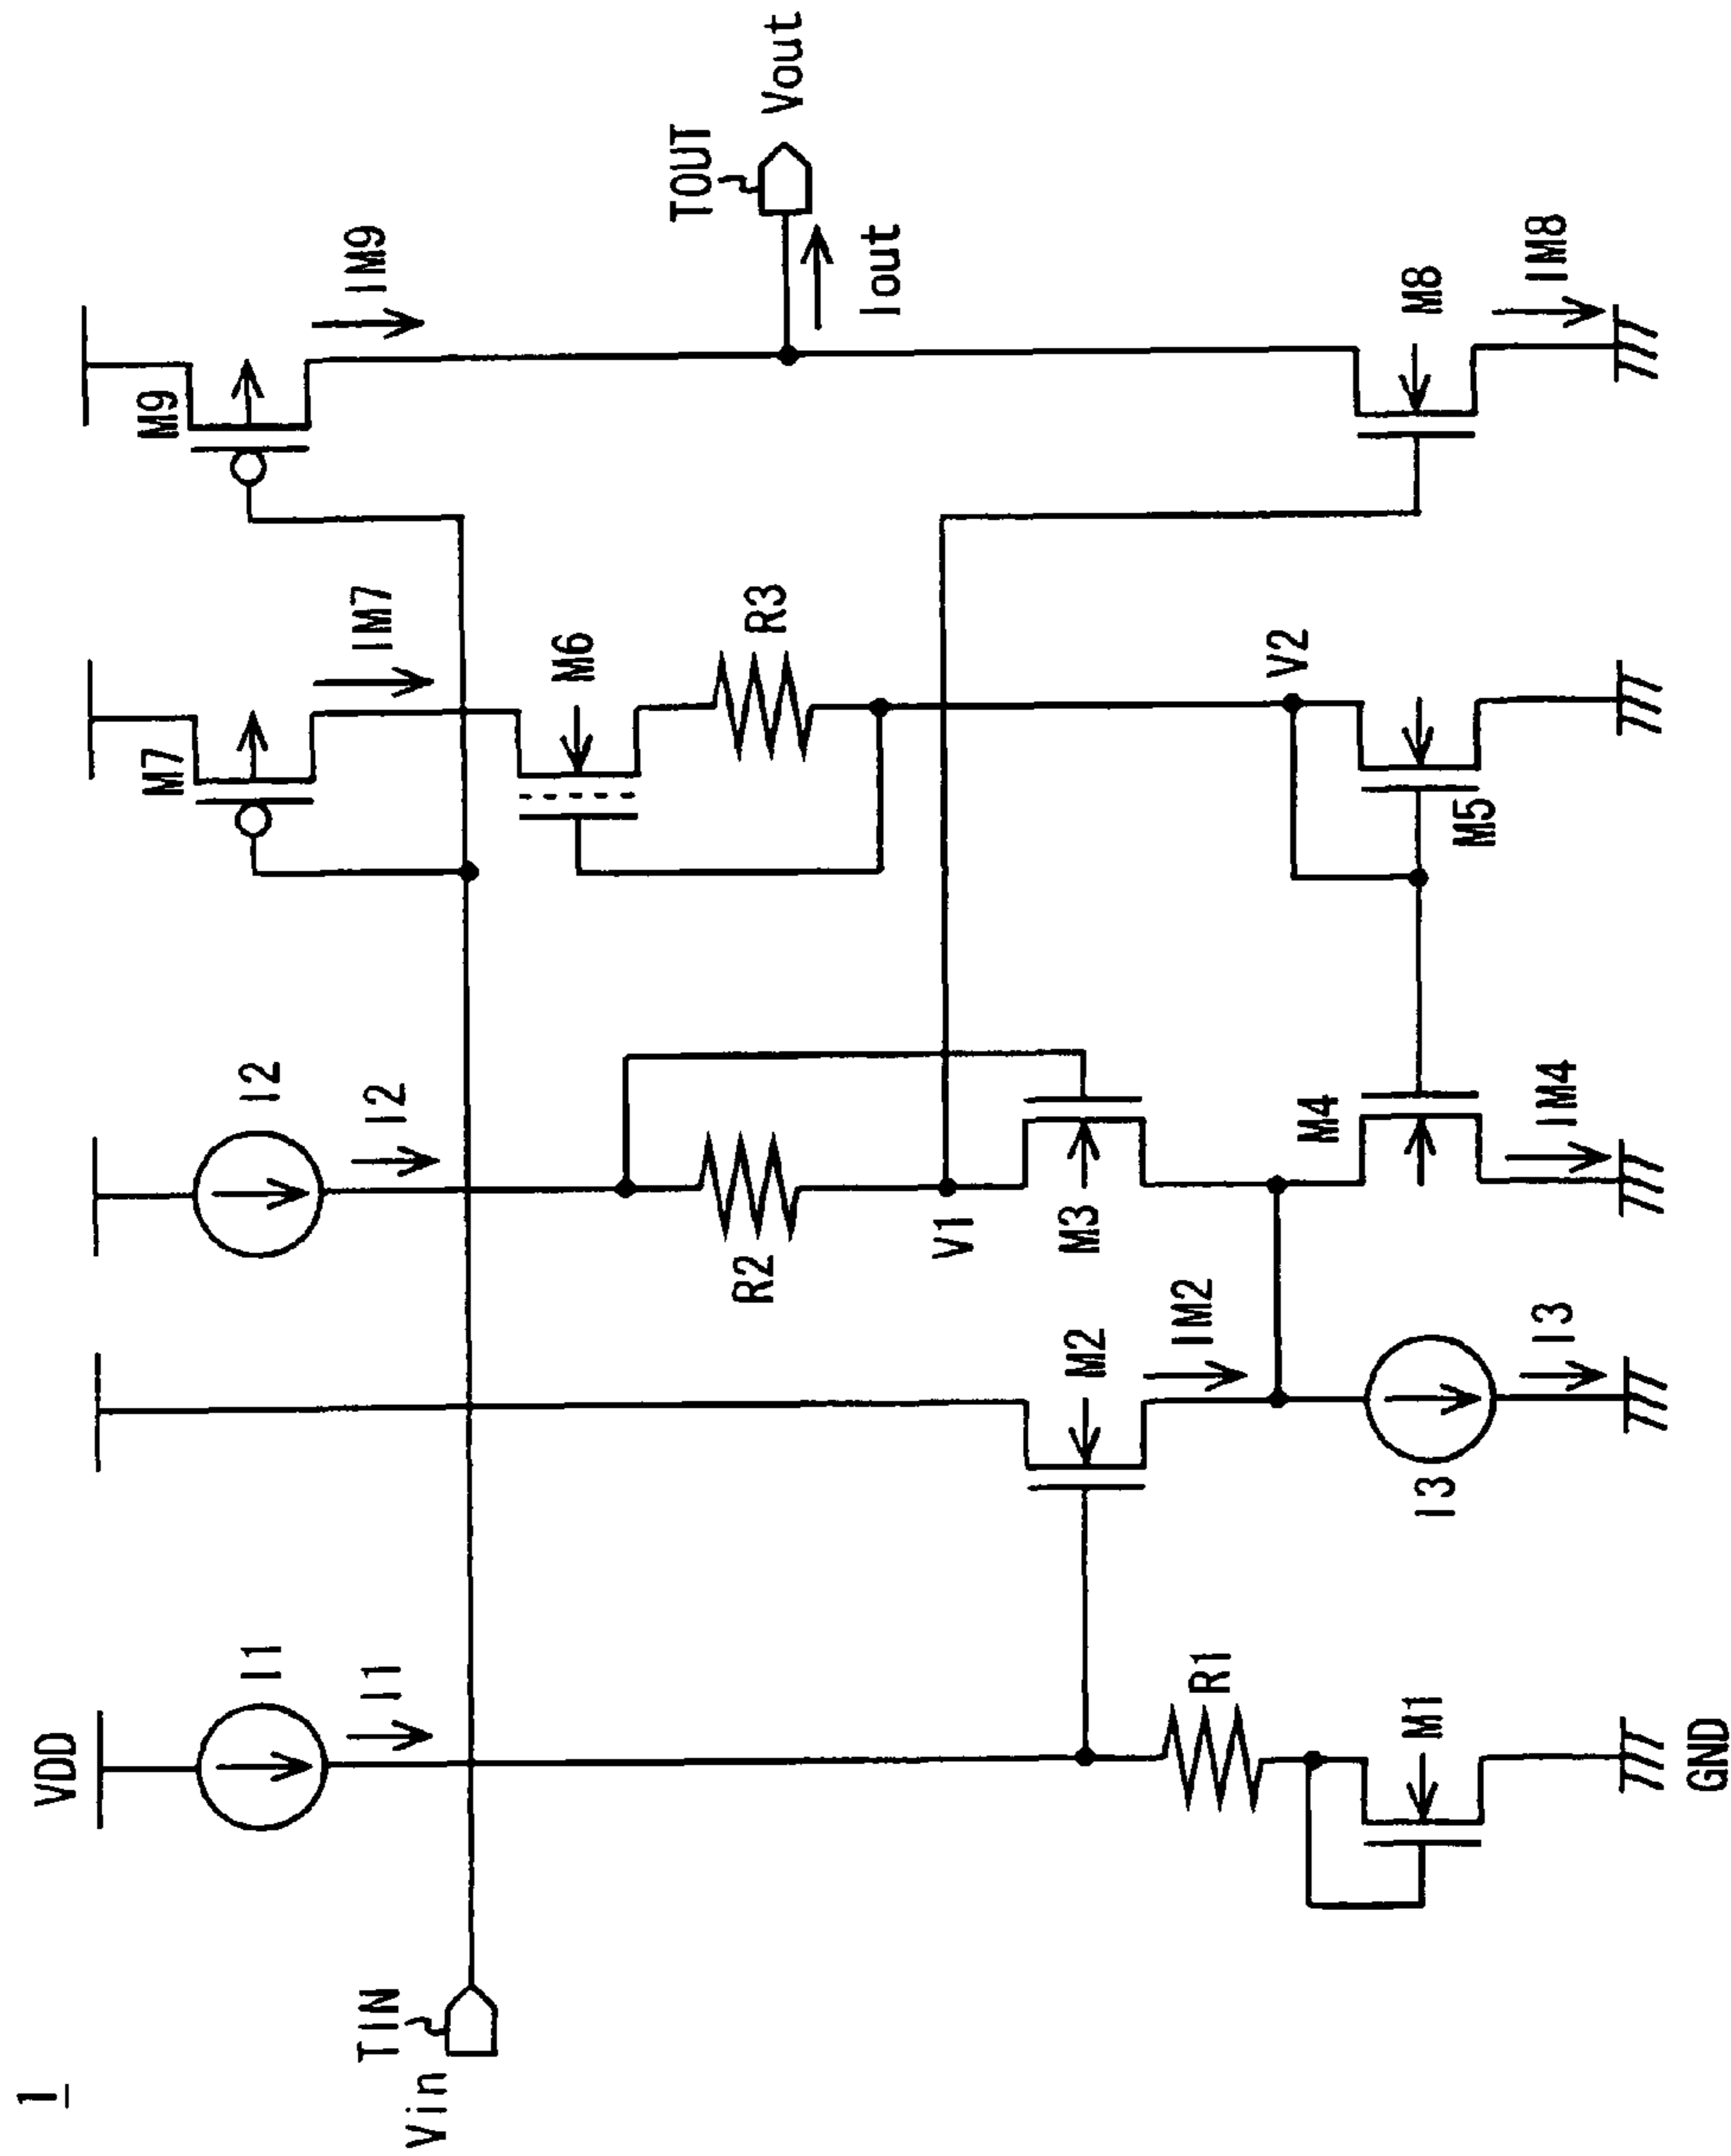 1
VDD
I1
I1
I2
I2
M7
IM7
M9
IM9
TIN
Vin
M6
R3
TOUT
Vout
Iout
R2
V1
M2
IM2
M3
R1
V2
M1
I3
I3
M4
IM4
M5
M8
IM8
GND